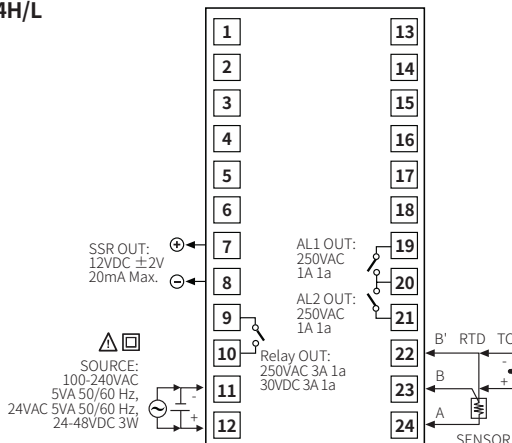 4H/L
1
2
3
4
5
6
7
8
9
10
11
12
13
14
15
16
17
18
19
20
21
22
23
24
SSR OUT:
12VDC ±2V
20mA Max.
+
-
SOURCE:
100-240VAC
5VA 50/60 Hz,
24VAC 5VA 50/60 Hz,
24-48VDC 3W
-
+
Relay OUT:
250VAC 3A 1a
30VDC 3A 1a
AL1 OUT:
250VAC
1A 1a
AL2 OUT:
250VAC
1A 1a
B' RTD TC
-
+
B
A
SENSOR